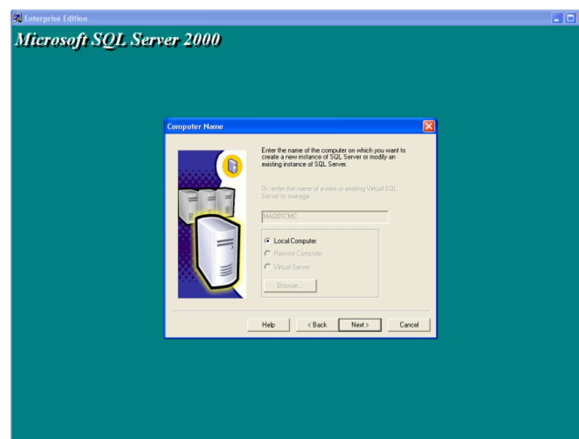 Enterprise Edition
Microsoft SQL Server 2000
Computer Name
Enter the name of the computer on which you want to
create a new instance of SQL Server or modify an
existing instance of SQL Server.
Or, enter the name of a new or existing Virtual SQL
Server to manage.
Local Computer
Remote Computer
Virtual Server
Browse...
Help
< Back
Next >
Cancel